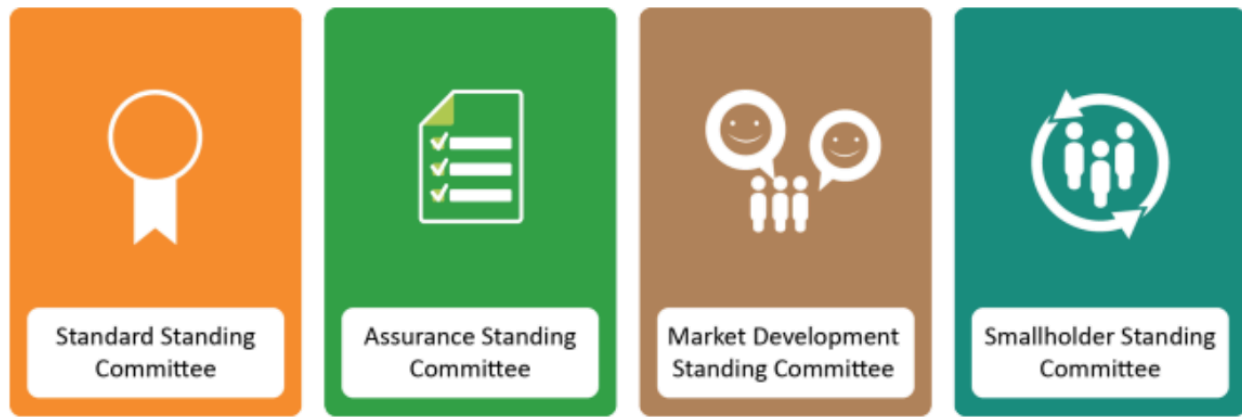 Standard Standing
Committee
Assurance Standing
Committee
Market Development
Standing Committee
Smallholder Standing
Committee